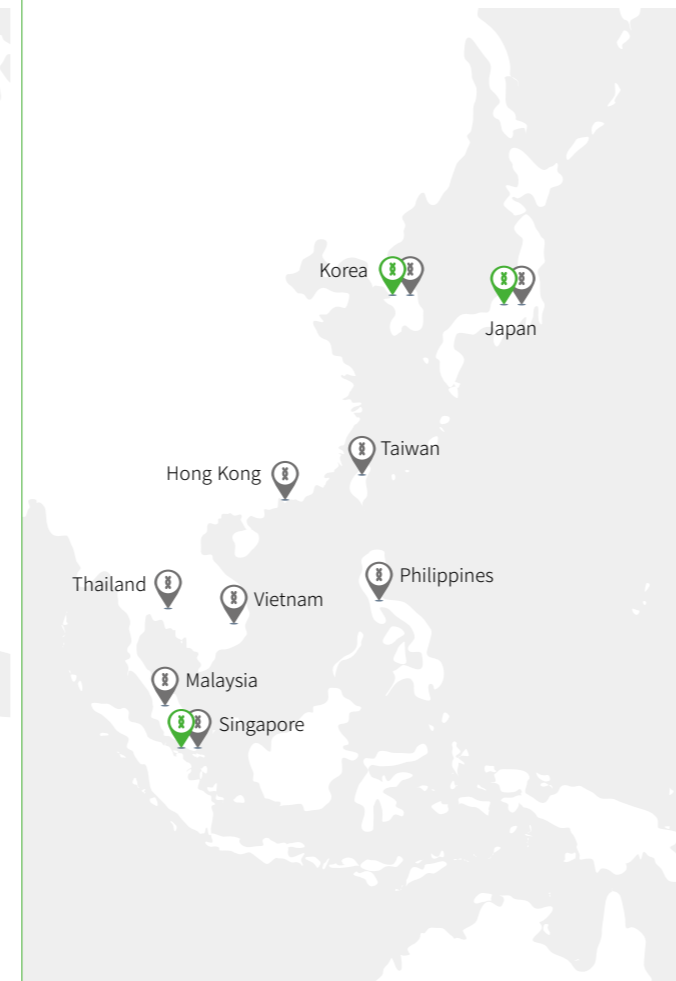 Korea
Japan
Taiwan
Hong Kong
Philippines
Thailand
Vietnam
Malaysia
Singapore